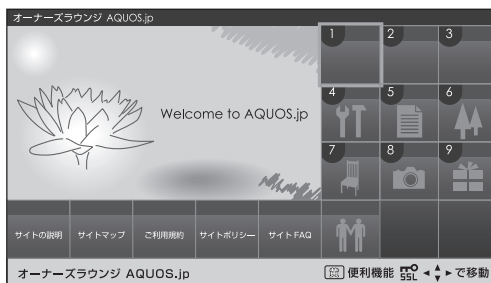 オーナーズラウンジ AQUOS.jp
1 2 3
Welcome to AQUOS.jp
4 5 6
7 8 9
サイトの説明 サイトマップ ご利用規約 サイトポリシー サイト FAQ
オーナーズラウンジ AQUOS.jp 便利機能 SSL ◄▲▼►で移動